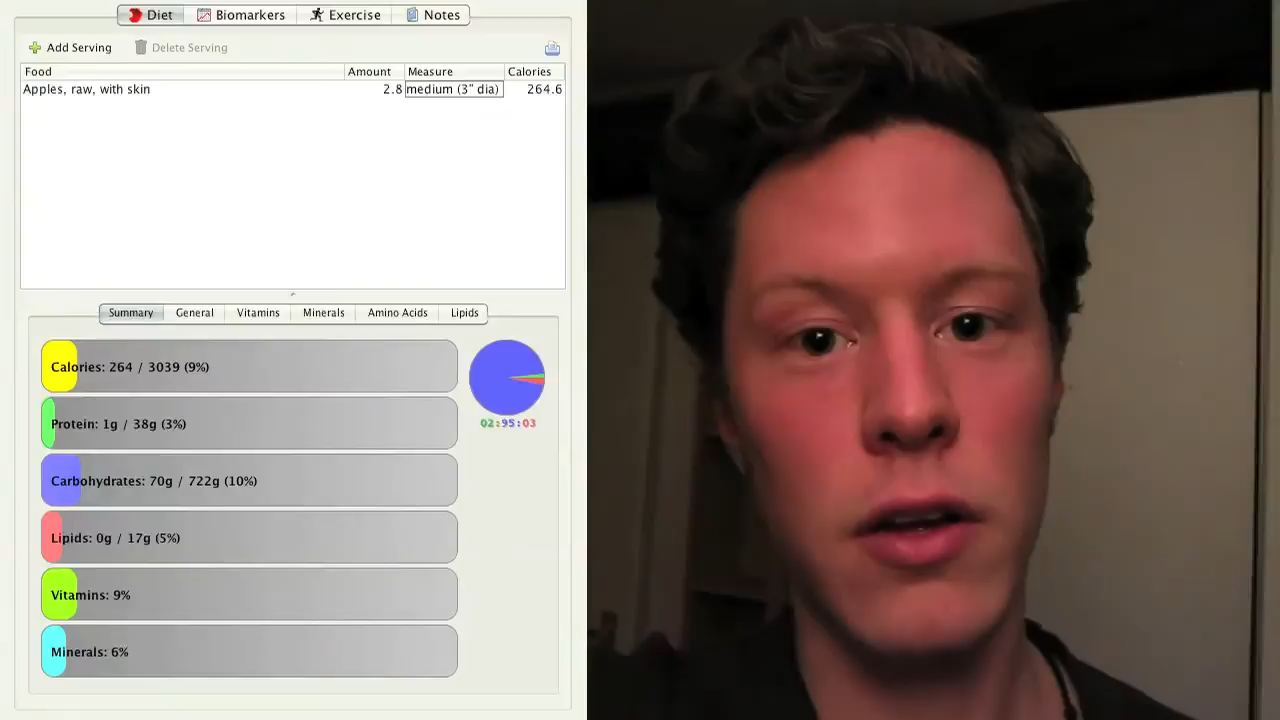 Diet Biomarkers Exercise Notes
Add Serving Delete Serving
Food Amount Measure Calories
Apples, raw, with skin 2.8 medium (3" dia) 264.6
Summary General Vitamins Minerals Amino Acids Lipids
Calories: 264 / 3039 (9%)
Protein: 1g / 38g (3%)
02:95:03
Carbohydrates: 70g / 722g (10%)
Lipids: 0g / 17g (5%)
Vitamins: 9%
Minerals: 6%